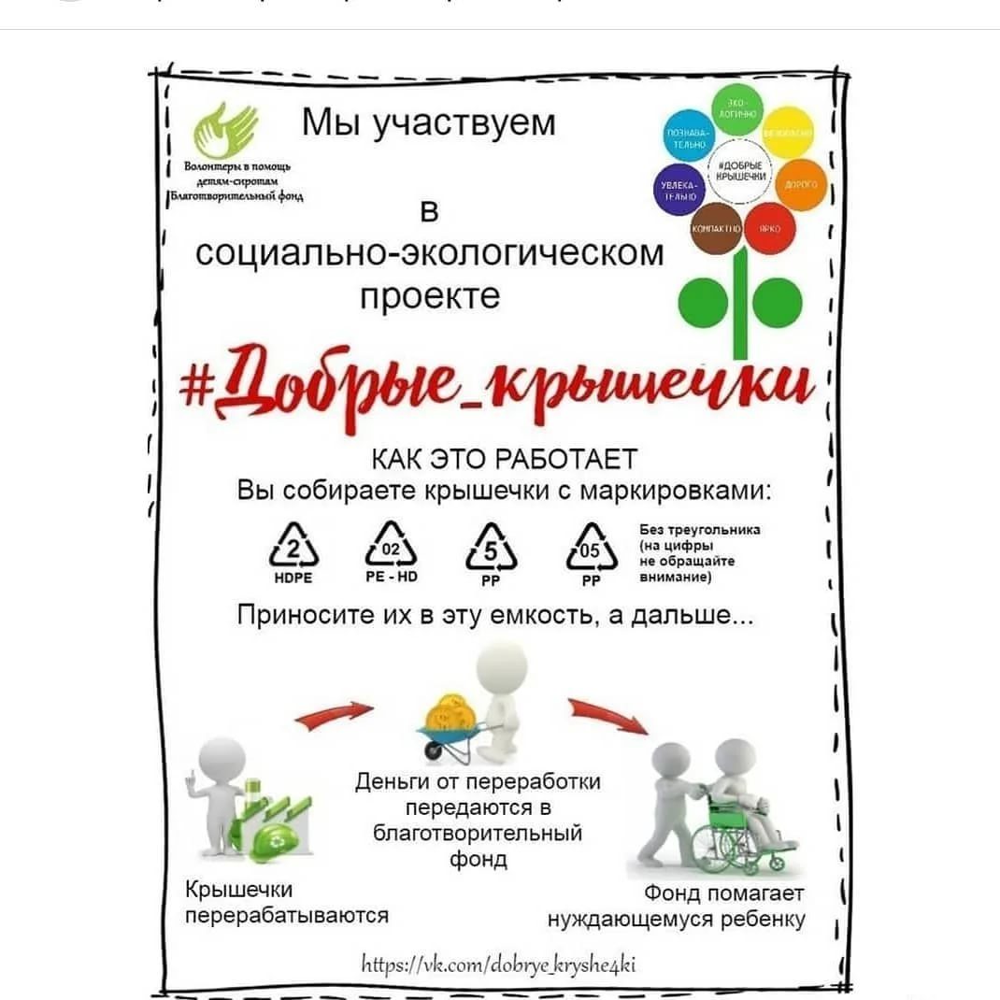 Волонтеры в помощь
детям-сиротам
Благотворительный фонд
Мы участвуем
в
социально-экологическом
проекте
ЭКО-
ЛОГИЧНО
ПОЗНАВА-
ТЕЛЬНО
БЕЗОПАСНО
#ДОБРЫЕ
КРЫШЕЧКИ
УВЛЕКА-
ТЕЛЬНО
ДОРОГО
КОМПАКТНО
ЯРКО
#Добрые_крышечки
КАК ЭТО РАБОТАЕТ
Вы собираете крышечки с маркировками:
2
HDPE
02
PE - HD
5
PP
05
PP
Без треугольника
(на цифры
не обращайте
внимание)
Приносите их в эту емкость, а дальше...
Деньги от переработки
передаются в
благотворительный
фонд
Крышечки
перерабатываются
Фонд помагает
нуждающемуся ребенку
https://vk.com/dobrye_kryshe4ki